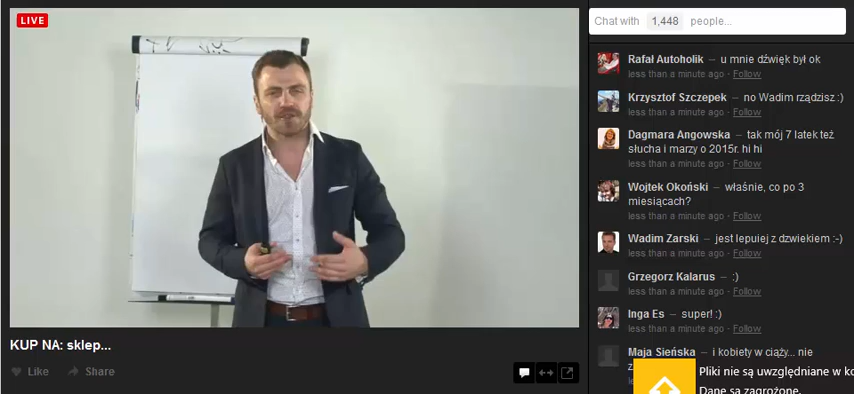 LIVE
Chat with 1,448 people...
Rafał Autoholik – u mnie dźwięk był ok
less than a minute ago · Follow
Krzysztof Szczepek – no Wadim rządzisz :)
less than a minute ago · Follow
Dagmara Angowska – tak mój 7 latek też
słucha i marzy o 2015r. hi hi
less than a minute ago · Follow
Wojtek Okoński – właśnie, co po 3
miesiącach?
less than a minute ago · Follow
Wadim Zarski – jest lepuiej z dzwiekiem :-)
less than a minute ago · Follow
Grzegorz Kalarus – :)
less than a minute ago · Follow
Inga Es – super! :)
less than a minute ago · Follow
Maja Sieńska – i kobiety w ciąży... nie
KUP NA: sklep...
Like Share
Pliki nie są uwzględniane w
Dane są zagrożone.